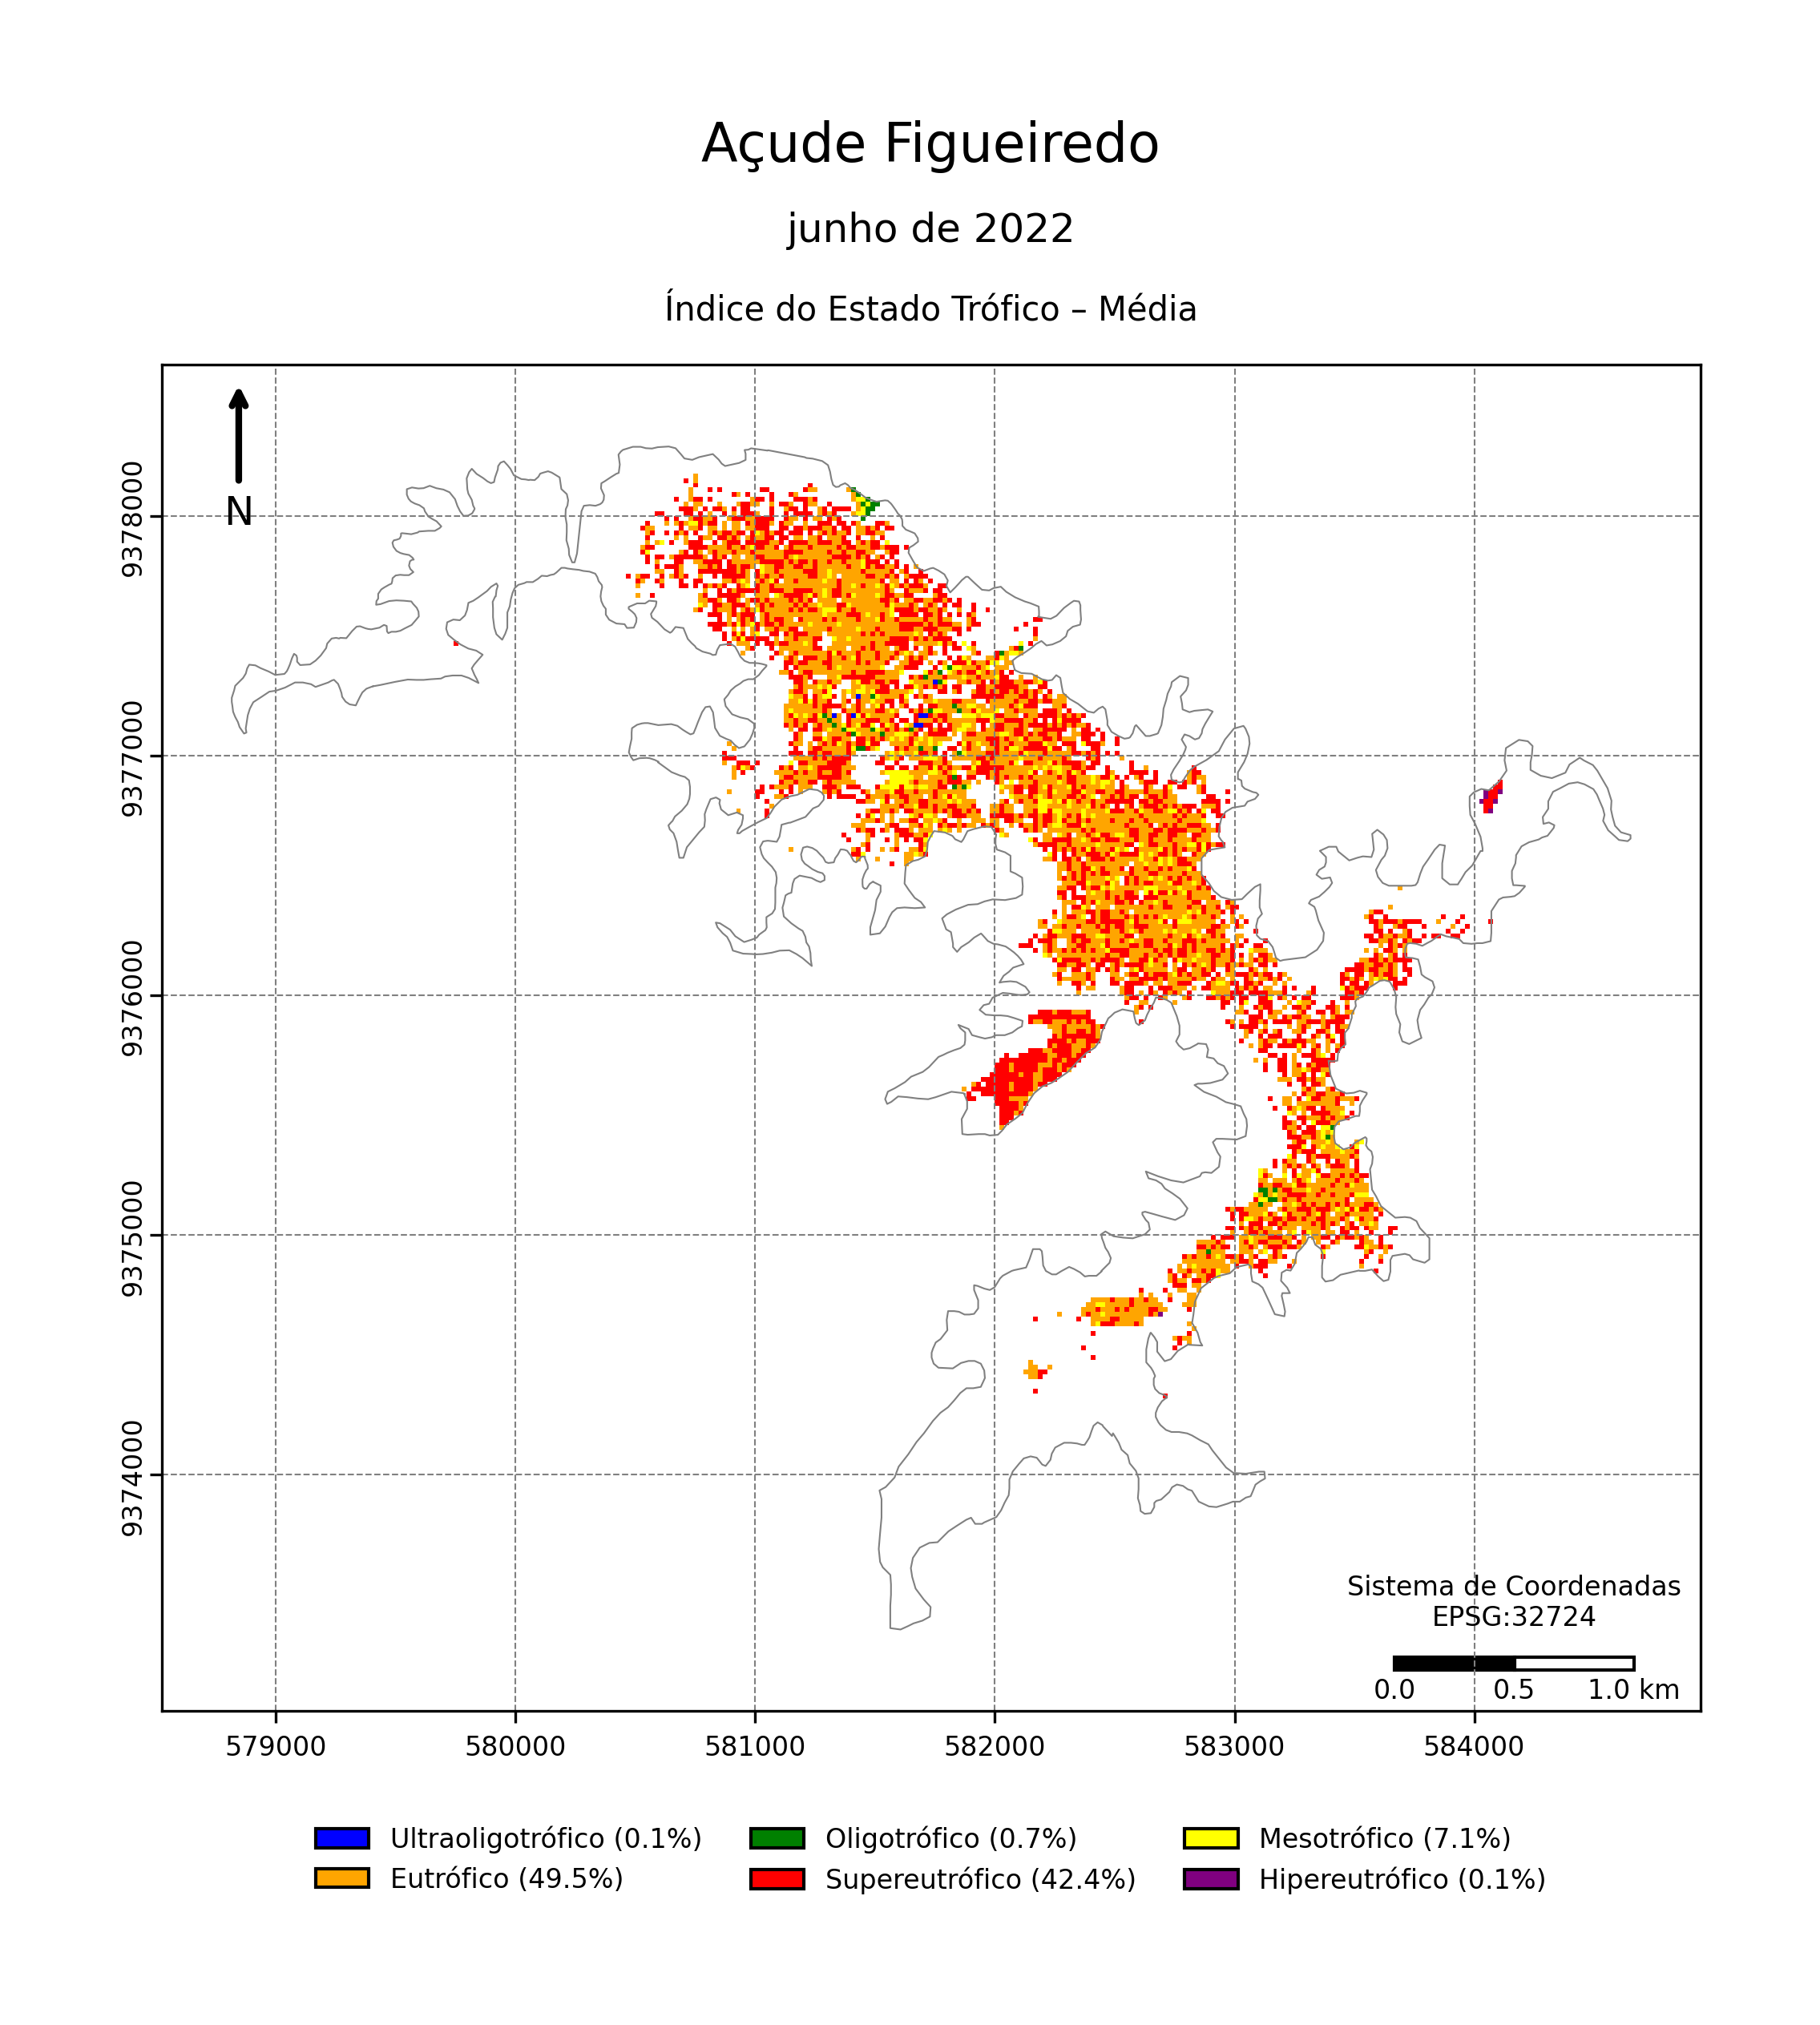 Açude Figueiredo
junho de 2022
Índice do Estado Trófico – Média
N
9378000
9377000
9376000
9375000
9374000
Sistema de Coordenadas
EPSG:32724
0.0 0.5 1.0 km
579000 580000 581000 582000 583000 584000
Ultraoligotrófico (0.1%) Oligotrófico (0.7%) Mesotrófico (7.1%)
Eutrófico (49.5%) Supereutrófico (42.4%) Hipereutrófico (0.1%)